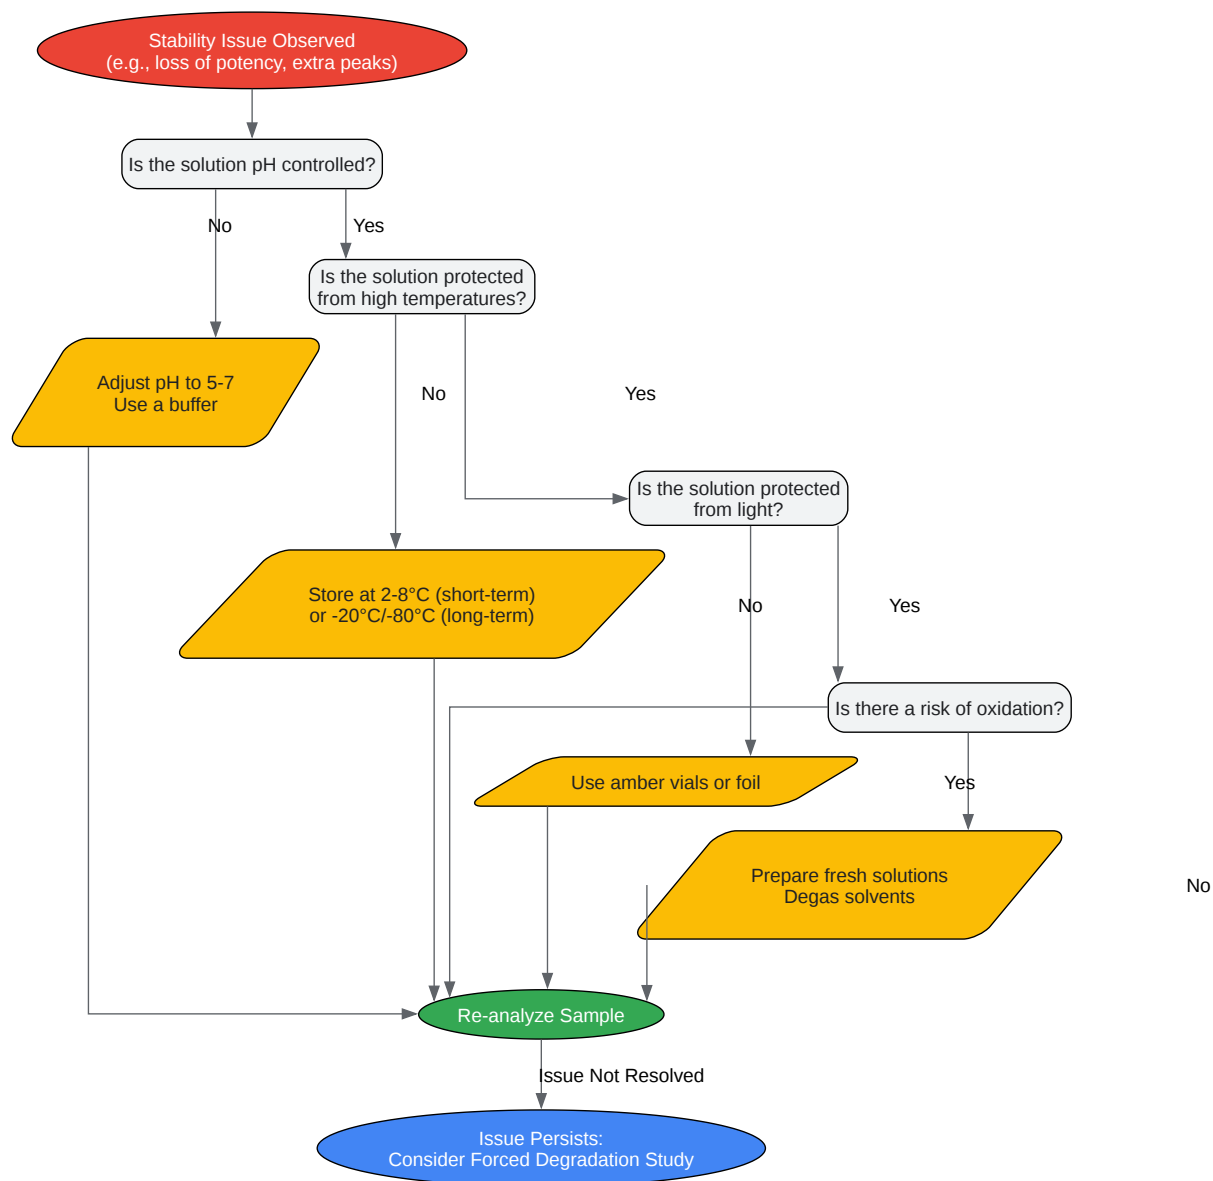 Stability Issue Observed
(e.g., loss of potency, extra peaks)
Is the solution pH controlled?
No
Yes
Is the solution protected
from high temperatures?
Adjust pH to 5-7
Use a buffer
No
Yes
Is the solution protected
from light?
Store at 2-8°C (short-term)
or -20°C/-80°C (long-term)
No
Yes
Is there a risk of oxidation?
Use amber vials or foil
Yes
Prepare fresh solutions
Degas solvents
No
Re-analyze Sample
Issue Not Resolved
Issue Persists:
Consider Forced Degradation Study